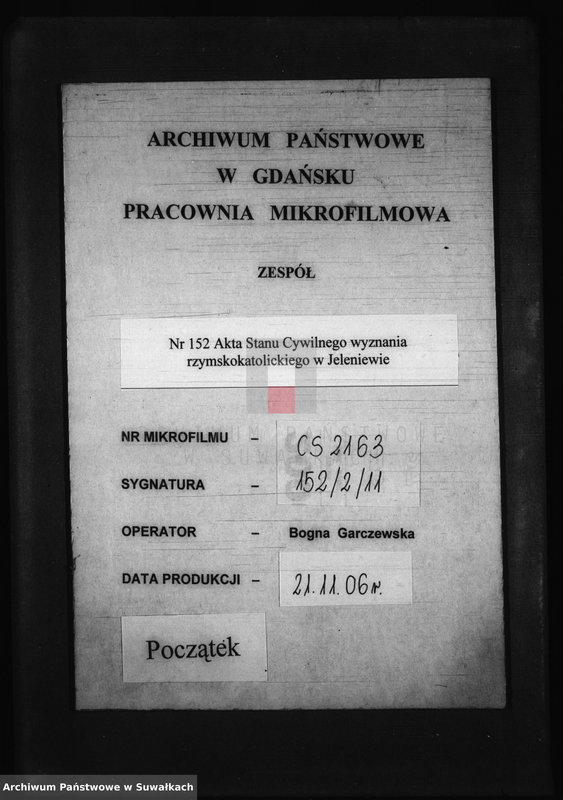 ARCHIWUM PAŃSTWOWE
W GDAŃSKU
PRACOWNIA MIKROFILMOWA
ZESPÓŁ
Nr 152 Akta Stanu Cywilnego wyznania
rzymskokatolickiego w Jeleniewie
NR MIKROFILMU – CS 2163
SYGNATURA – 152/2/11
OPERATOR – Bogna Garczewska
DATA PRODUKCJI – 21.11.06 r.
Początek
Archiwum Państwowe w Suwałkach